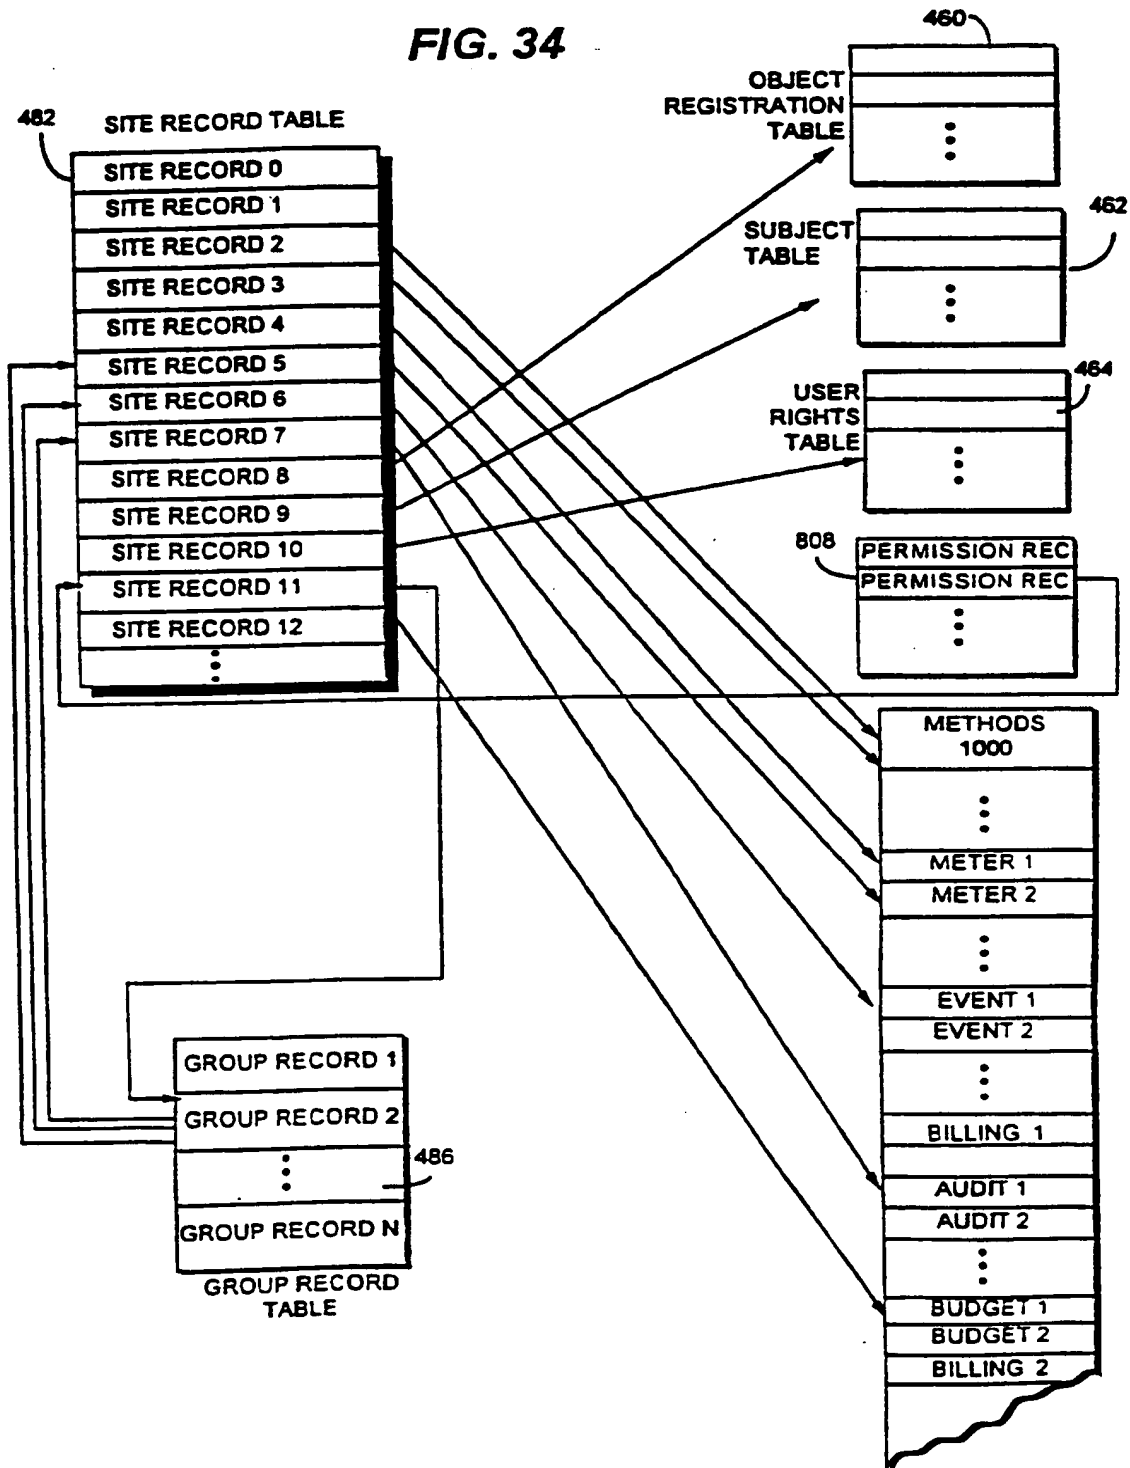 FIG. 34
460
OBJECT
REGISTRATION
TABLE
482
SITE RECORD TABLE
SITE RECORD 0
SITE RECORD 1
SITE RECORD 2
SITE RECORD 3
SITE RECORD 4
SITE RECORD 5
SITE RECORD 6
SITE RECORD 7
SITE RECORD 8
SITE RECORD 9
SITE RECORD 10
SITE RECORD 11
SITE RECORD 12
462
SUBJECT
TABLE
464
USER
RIGHTS
TABLE
808
PERMISSION REC
PERMISSION REC
METHODS
1000
METER 1
METER 2
EVENT 1
EVENT 2
BILLING 1
AUDIT 1
AUDIT 2
BUDGET 1
BUDGET 2
BILLING 2
GROUP RECORD 1
GROUP RECORD 2
486
GROUP RECORD N
GROUP RECORD
TABLE